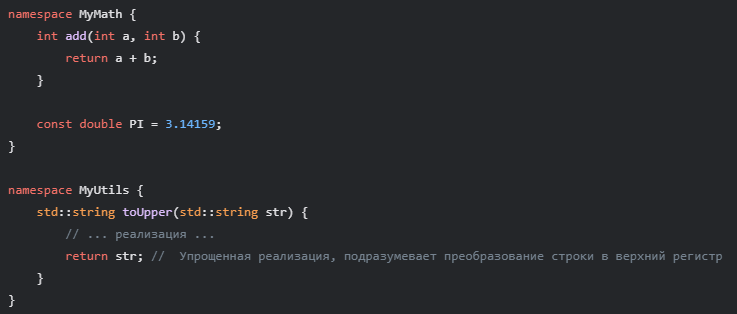 namespace MyMath {
    int add(int a, int b) {
        return a + b;
    }

    const double PI = 3.14159;
}

namespace MyUtils {
    std::string toUpper(std::string str) {
        // ... реализация ...
        return str; //  Упрощенная реализация, подразумевает преобразование строки в верхний регистр
    }
}